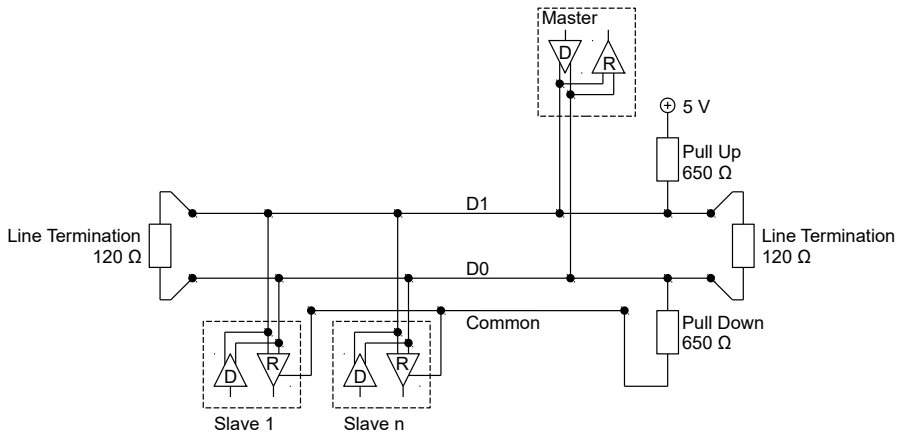 Master
D
R
5 V
Pull Up
650 Ω
D1
Line Termination
120 Ω
Line Termination
120 Ω
D0
Common
Pull Down
650 Ω
D
R
D
R
Slave 1
Slave n